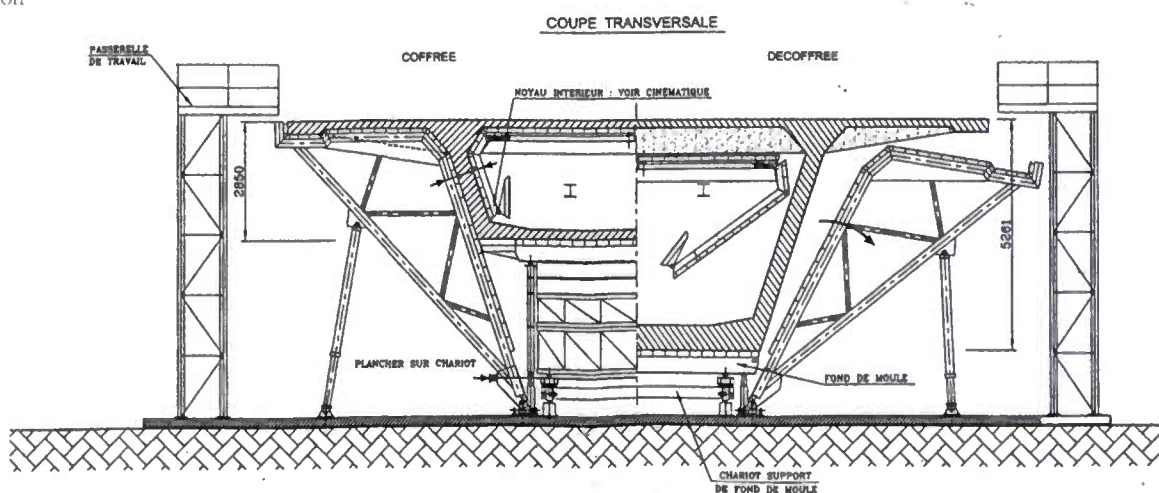 COUPE TRANSVERSALE
PASSERELLE
DE TRAVAIL
COFFREE
DECOFFREE
NOYAU INTERIEUR : VOIR CINEMATIQUE
2850
5261
PLANCHER SUR CHARIOT
FOND DE MOULE
CHARIOT SUPPORT
DE FOND DE MOULE